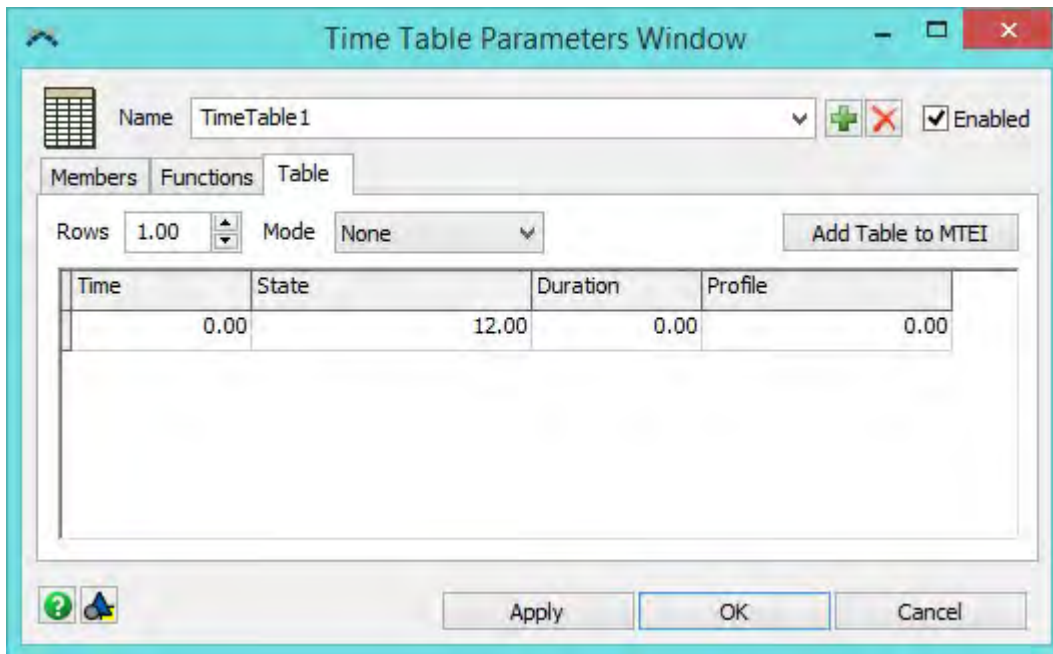 Time Table Parameters Window
Name TimeTable1 Enabled
Members Functions Table
Rows 1.00 Mode None Add Table to MTEI
Time State Duration Profile
0.00 12.00 0.00 0.00
Apply OK Cancel